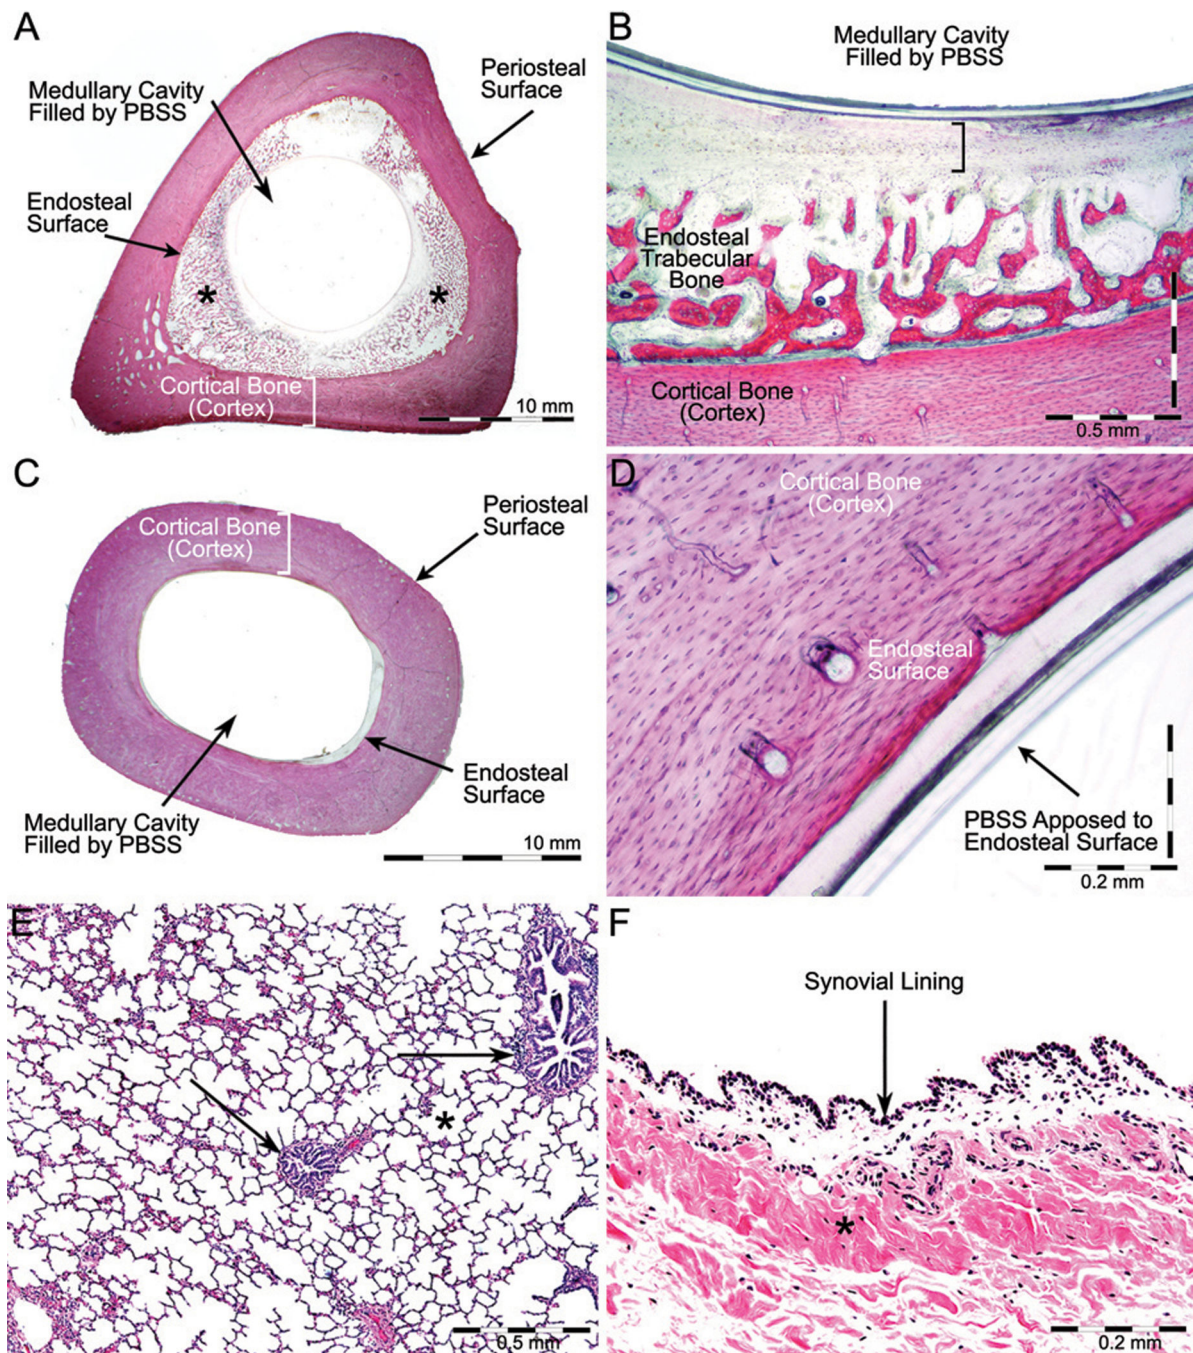 A
Medullary Cavity
Filled by PBSS
Periosteal
Surface
Endosteal
Surface
*
*
Cortical Bone
(Cortex)
10 mm
B
Medullary Cavity
Filled by PBSS
Endosteal
Trabecular
Bone
Cortical Bone
(Cortex)
0.5 mm
C
Cortical Bone
(Cortex)
Periosteal
Surface
Endosteal
Surface
Medullary Cavity
Filled by PBSS
10 mm
D
Cortical Bone
(Cortex)
Endosteal
Surface
PBSS Apposed to
Endosteal Surface
0.2 mm
E
*
0.5 mm
F
Synovial Lining
*
0.2 mm